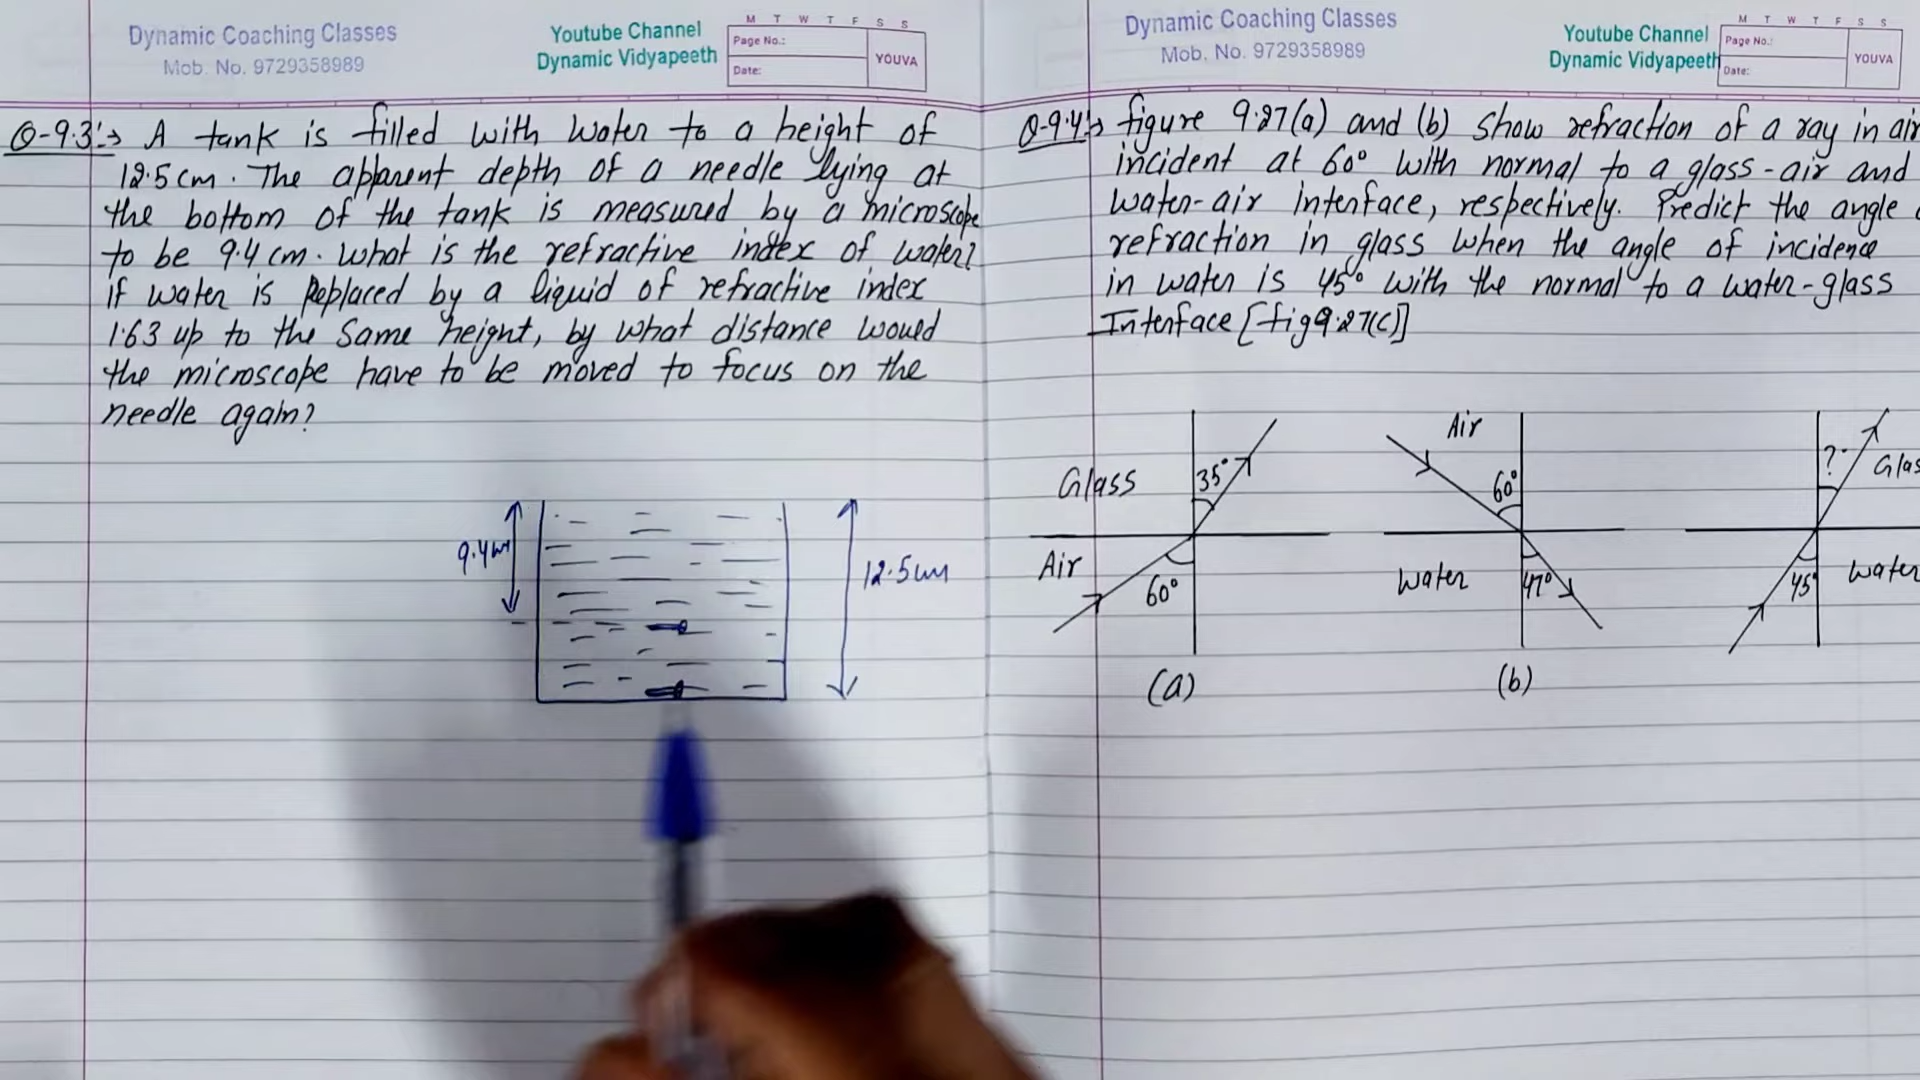 Dynamic Coaching Classes
Mob. No. 9729358989
Youtube Channel
Dynamic Vidyapeeth
M T W T F S S
Page No.:
Date:
YOUVA
Q-9.3:→ A tank is filled with water to a height of
12.5cm. The apparent depth of a needle lying at
the bottom of the tank is measured by a microscope
to be 9.4 cm. What is the refractive index of water?
if water is Replaced by a liquid of refractive index
1.63 up to the same height, by what distance would
the microscope have to be moved to focus on the
needle again?
9.4cm
12.5cm
Dynamic Coaching Classes
Mob. No. 9729358989
Youtube Channel
Dynamic Vidyapeeth
M T W T F S S
Page No.:
Date:
YOUVA
Q-9.4:→ figure 9.27(a) and (b) show refraction of a ray in air
incident at 60° with normal to a glass-air and
water-air interface, respectively. Predict the angle
refraction in glass when the angle of incidence
in water is 45° with the normal to a water-glass
Interface [fig 9.27(c)]
Glass
35°
Air
60°
(a)
Air
60°
Water
47°
(b)
?
Glas
45°
Water